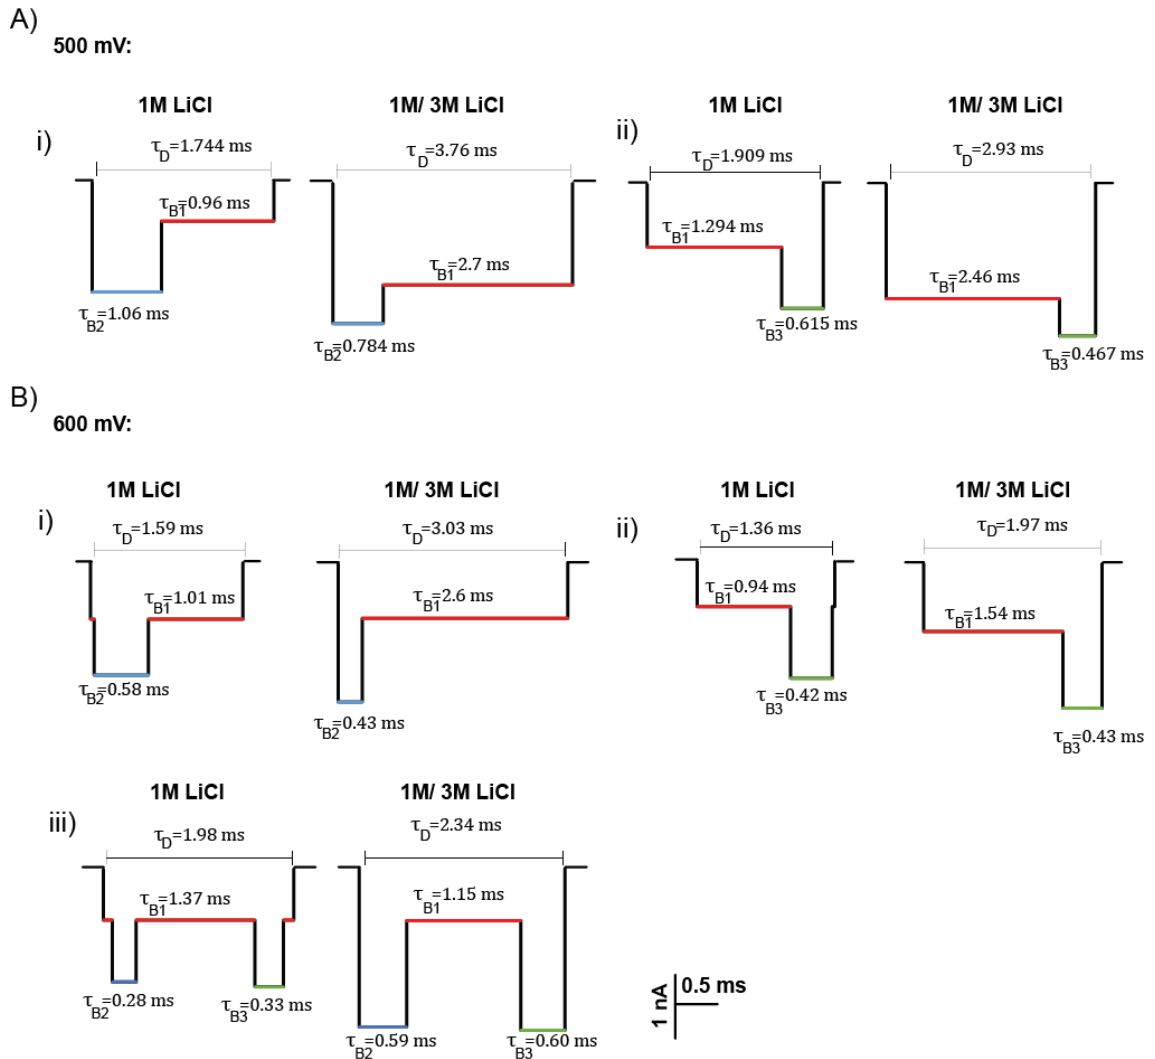 A)
500 mV:
1M LiCl 1M/ 3M LiCl 1M LiCl 1M/ 3M LiCl
i) ii)
τD=1.744 ms τD=3.76 ms τD=1.909 ms τD=2.93 ms
τB1=0.96 ms τB1=2.7 ms τB1=1.294 ms τB1=2.46 ms
τB2=1.06 ms τB2=0.784 ms τB3=0.615 ms τB3=0.467 ms
B)
600 mV:
1M LiCl 1M/ 3M LiCl 1M LiCl 1M/ 3M LiCl
i) ii)
τD=1.59 ms τD=3.03 ms τD=1.36 ms τD=1.97 ms
τB1=1.01 ms τB1=2.6 ms τB1=0.94 ms τB1=1.54 ms
τB2=0.58 ms τB2=0.43 ms τB3=0.42 ms τB3=0.43 ms
1M LiCl 1M/ 3M LiCl
iii)
τD=1.98 ms τD=2.34 ms
τB1=1.37 ms τB1=1.15 ms
τB2=0.28 ms τB3=0.33 ms τB2=0.59 ms τB3=0.60 ms
1 nA 0.5 ms